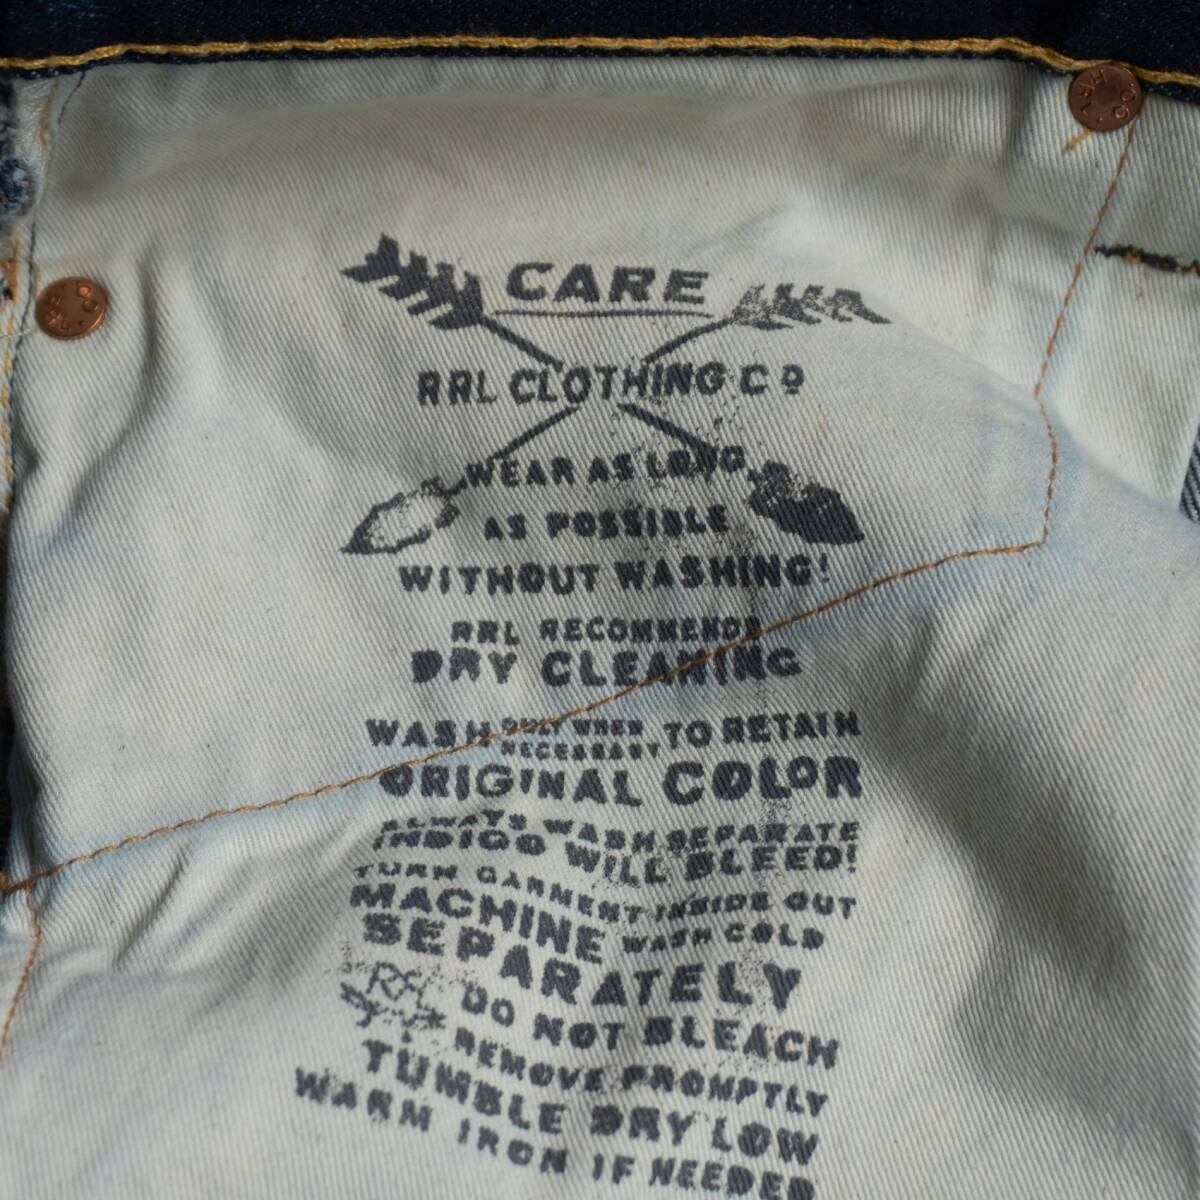 CARE
RRL CLOTHING CO
WEAR AS LONG
AS POSSIBLE
WITHOUT WASHING!
RRL RECOMMENDS
DRY CLEANING
WASH ONLY WHEN NECESSARY TO RETAIN
ORIGINAL COLOR
ALWAYS WASH SEPARATE
INDIGO WILL BLEED!
TURN GARMENT INSIDE OUT
MACHINE WASH COLD
SEPARATELY
RRL DO NOT BLEACH
REMOVE PROMPTLY
TUMBLE DRY LOW
WARM IRON IF NEEDED